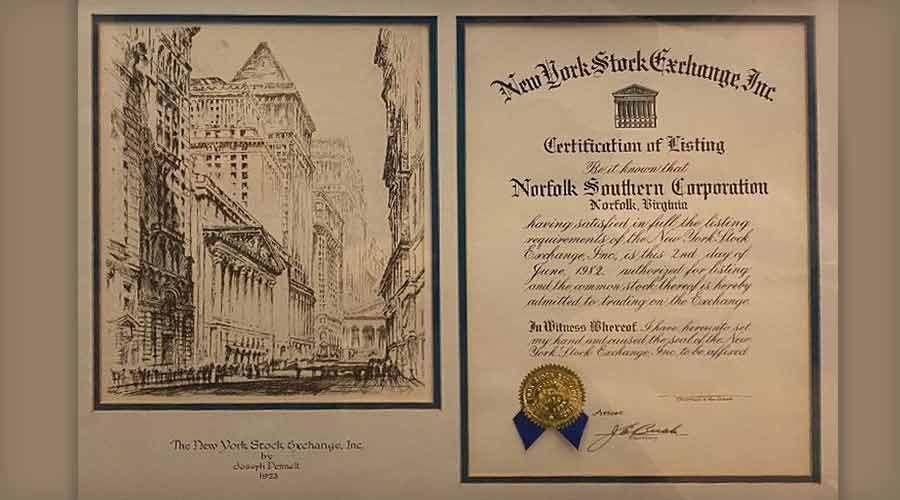 The New York Stock Exchange, Inc.
by
Joseph Pennell
1923
New York Stock Exchange, Inc.
Certification of Listing
Be it known that
Norfolk Southern Corporation
Norfolk, Virginia
having satisfied in full the listing
requirements of the New York Stock
Exchange, Inc., is this 2nd day of
June, 1982, authorized for listing
and the common stock thereof is hereby
admitted to trading on the Exchange.
In Witness Whereof I have hereunto set
my hand and caused the seal of the New
York Stock Exchange, Inc. to be affixed
Attest: